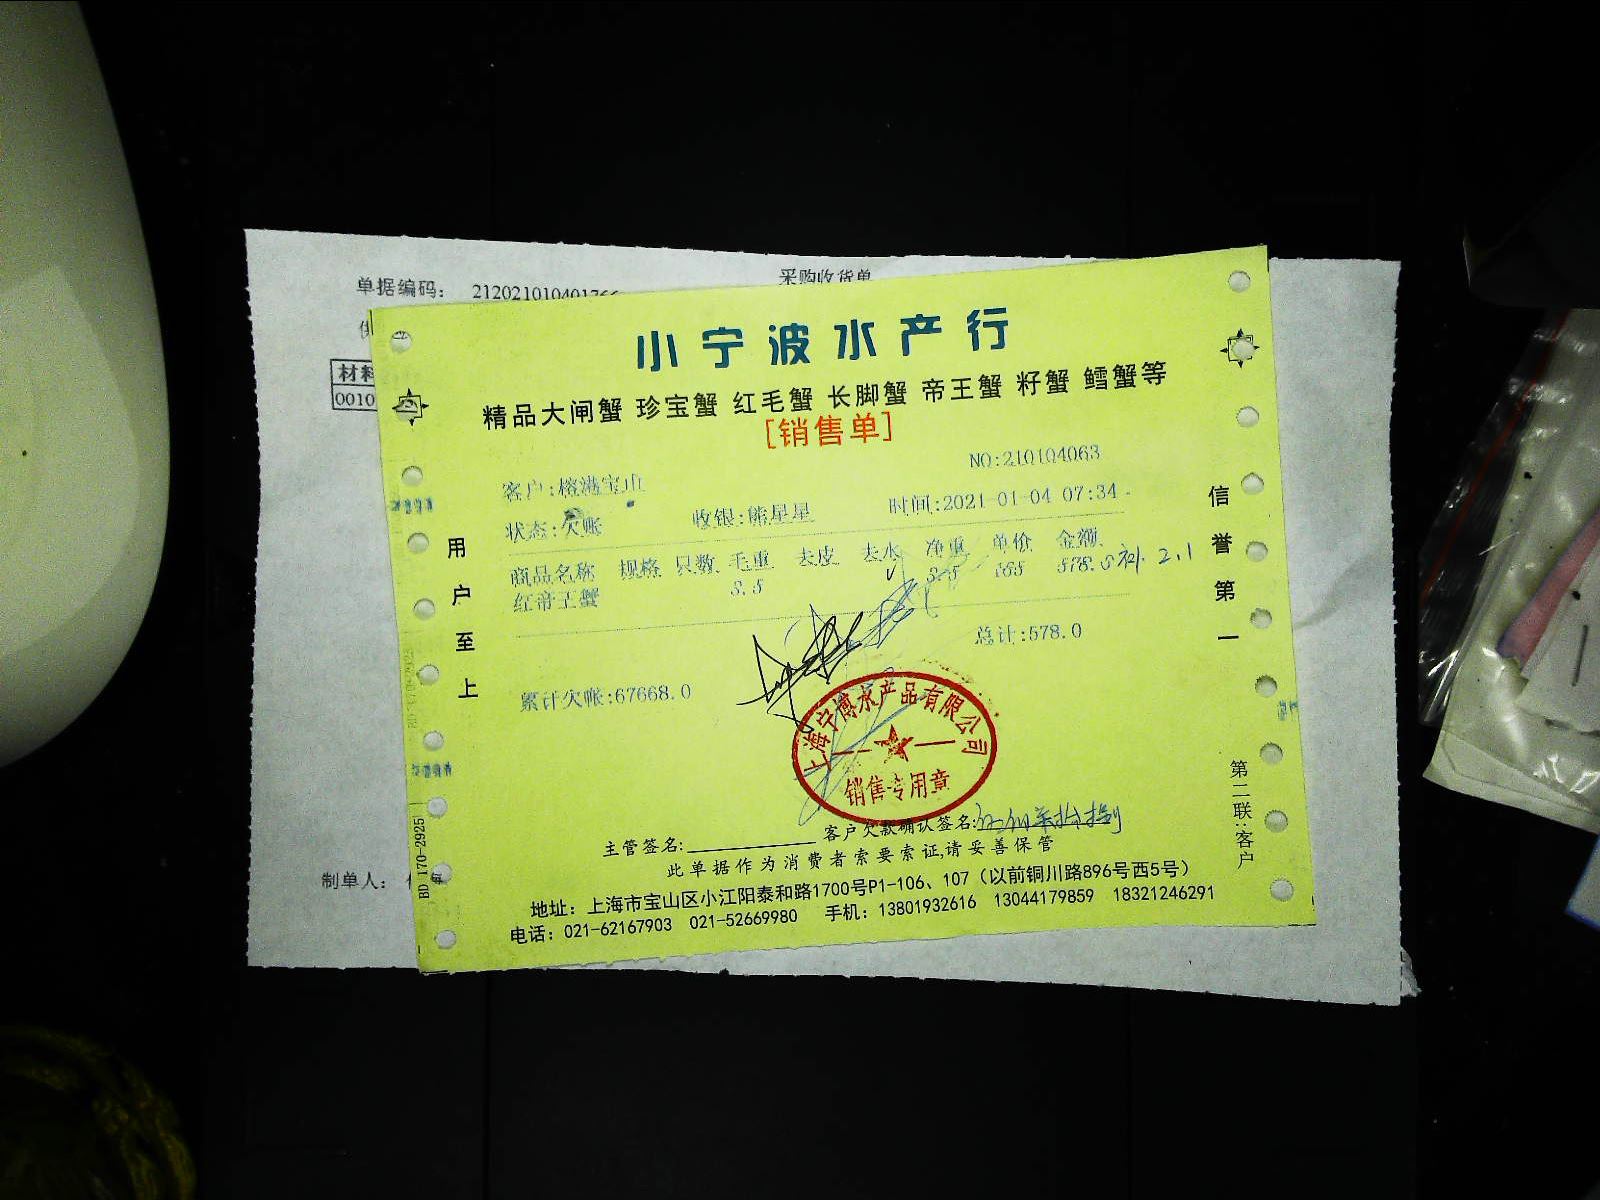 采购收货单
单据编码： 212021010401766
材料
0010
小宁波水产行
精品大闸蟹 珍宝蟹 红毛蟹 长脚蟹 帝王蟹 籽蟹 鳕蟹等
[销售单]
NO:210104063
客户:榕港宝山
状态:欠账 收银:熊星星 时间:2021-01-04 07:34
商品名称 规格 只数 毛重 去皮 去水 净重 单价 金额
红帝王蟹 3.5 3.5 165 578.0 2.1
总计:578.0
累计欠账:67668.0
用户至上
信誉第一
上海宁博水产品有限公司
销售专用章
第二联:客户
主管签名: 客户欠款确认签名:
此单据作为消费者索要索证,请妥善保管
地址：上海市宝山区小江阳泰和路1700号P1-106、107（以前铜川路896号西5号）
电话：021-62167903 021-52669980 手机：13801932616 13044179859 18321246291
BD 170-2925
制单人：